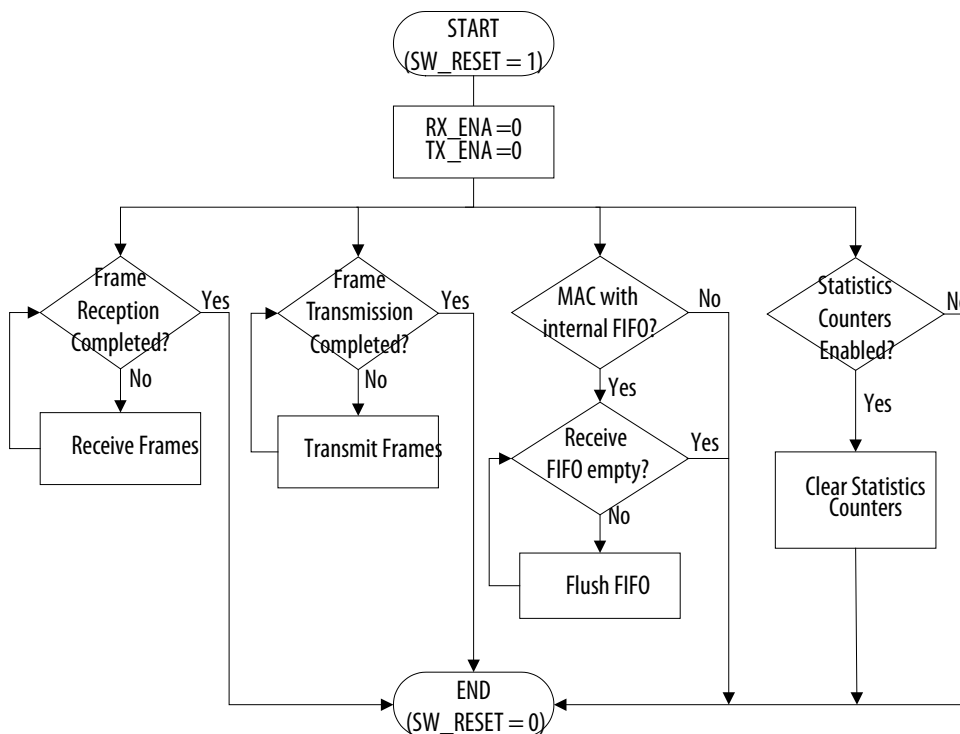 START
(SW_RESET = 1)
RX_ENA =0
TX_ENA =0
Frame
Reception
Completed?
Yes
No
Receive Frames
Frame
Transmission
Completed?
Yes
No
Transmit Frames
MAC with
internal FIFO?
No
Yes
Receive
FIFO empty?
Yes
No
Flush FIFO
Statistics
Counters
Enabled?
No
Yes
Clear Statistics
Counters
END
(SW_RESET = 0)